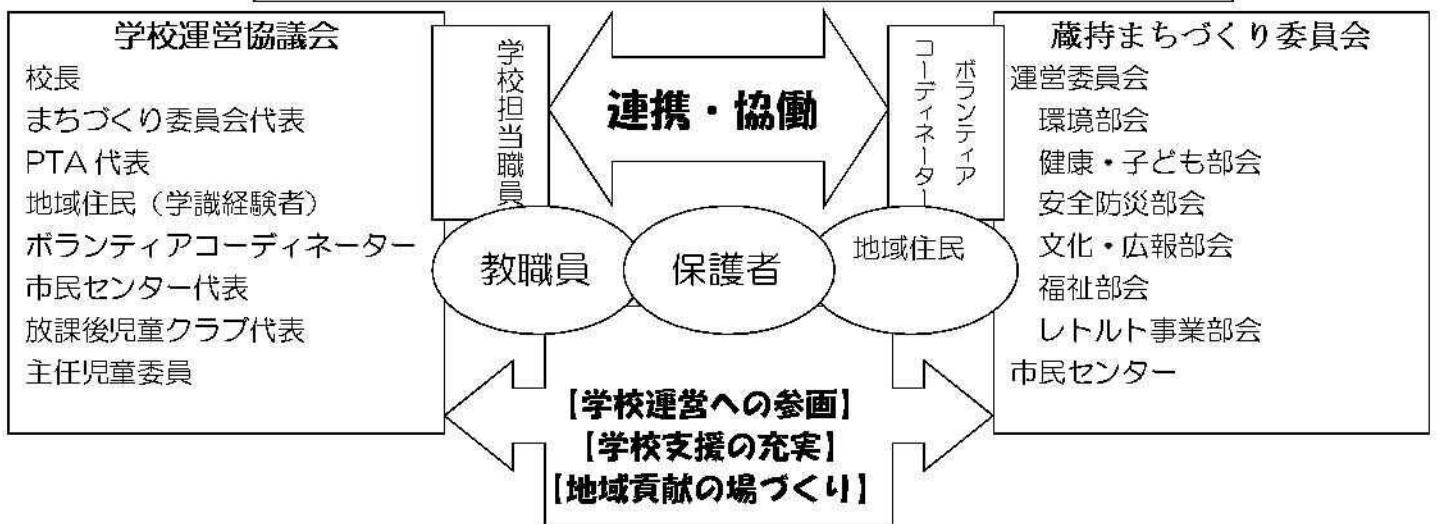 学校運営協議会
校長
まちづくり委員会代表
PTA代表
地域住民（学識経験者）
ボランティアコーディネーター
市民センター代表
放課後児童クラブ代表
主任児童委員
学校担当職員
連携・協働
ボランティア
コーディネーター
教職員
保護者
地域住民
【学校運営への参画】
【学校支援の充実】
【地域貢献の場づくり】
蔵持まちづくり委員会
運営委員会
環境部会
健康・子ども部会
安全防災部会
文化・広報部会
福祉部会
レトルト事業部会
市民センター